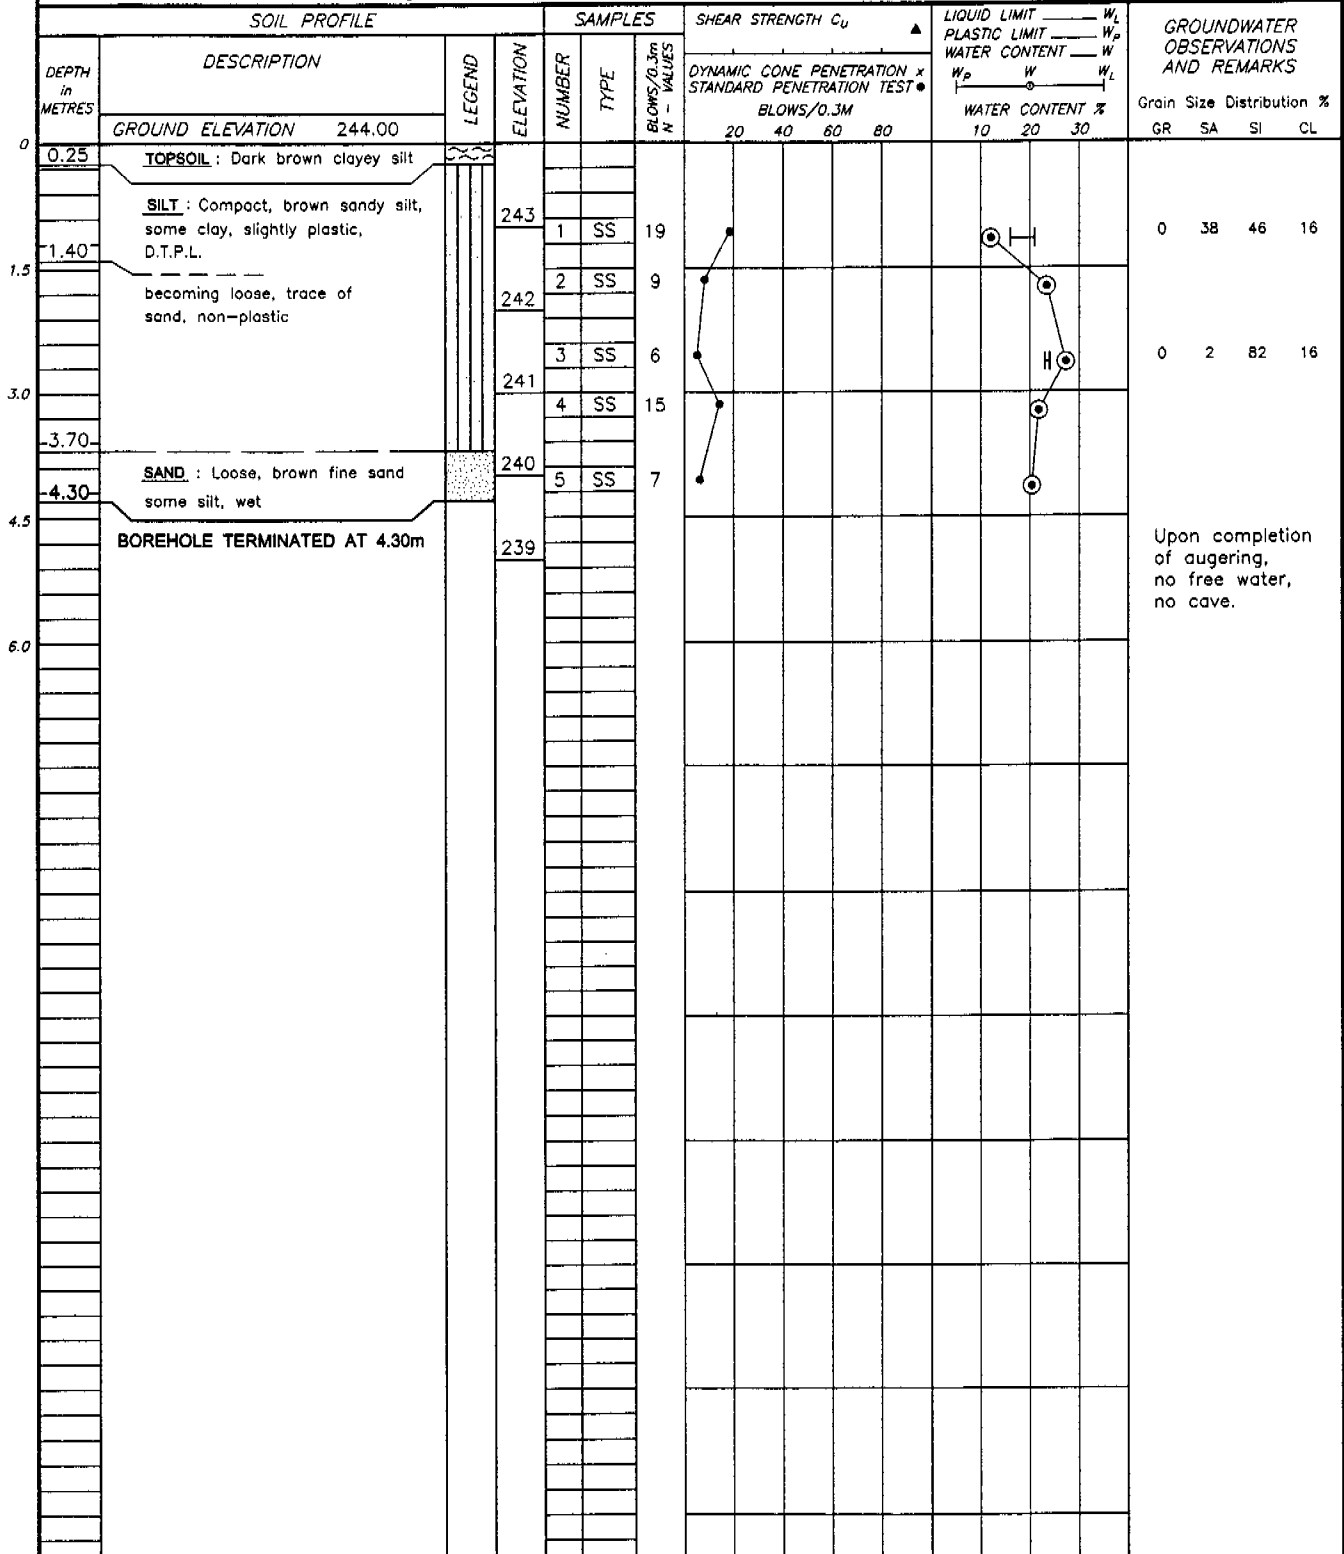 SOIL PROFILE
SAMPLES
SHEAR STRENGTH Cu ▲
LIQUID LIMIT ____ WL
PLASTIC LIMIT ____ WP
WATER CONTENT ____ W
GROUNDWATER
OBSERVATIONS
AND REMARKS
DEPTH
in
METRES
DESCRIPTION
LEGEND
ELEVATION
NUMBER
TYPE
BLOWS/0.3m
N - VALUES
DYNAMIC CONE PENETRATION ×
STANDARD PENETRATION TEST ●
BLOWS/0.3M
20 40 60 80
WP W WL
WATER CONTENT %
10 20 30
Grain Size Distribution %
GR SA SI CL
GROUND ELEVATION 244.00
0
0.25
TOPSOIL : Dark brown clayey silt
SILT : Compact, brown sandy silt,
some clay, slightly plastic,
D.T.P.L.
243
1 SS 19
0 38 46 16
1.40
1.5
becoming loose, trace of
sand, non-plastic
2 SS 9
242
3 SS 6
0 2 82 16
241
3.0
4 SS 15
3.70
SAND : Loose, brown fine sand
some silt, wet
240
5 SS 7
4.30
4.5
BOREHOLE TERMINATED AT 4.30m
239
Upon completion
of augering,
no free water,
no cave.
6.0